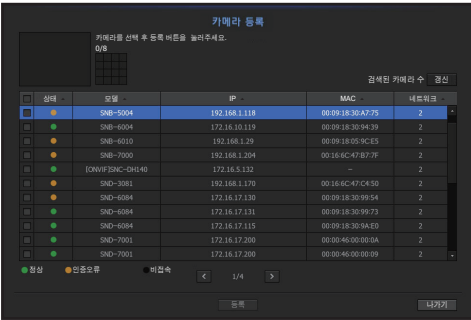 카메라 등록
카메라를 선택 후 등록 버튼을 눌러주세요.
0/8
검색된 카메라 수 갱신
상태 모델 IP MAC 네트워크
SNB-5004 192.168.1.118 00:09:18:30:A7:75 2
SNB-6004 172.16.10.119 00:09:18:30:94:39 2
SNB-6010 192.168.1.29 00:09:18:05:9C:E5 2
SNB-7000 192.168.1.204 00:16:6C:47:B7:7F 2
[ONVIF]SNC-DH140 172.16.5.132 - 2
SND-3081 192.168.1.170 00:16:6C:47:C4:50 2
SND-6084 172.16.17.130 00:09:18:30:99:54 2
SND-6084 172.16.17.131 00:09:18:30:99:73 2
SND-6084 172.16.17.115 00:09:18:30:9A:E0 2
SND-7001 172.16.17.200 00:00:46:00:00:0A 2
SND-7001 172.16.17.200 00:00:46:00:00:09 2
정상 인증오류 비접속
< 1/4 >
등록 나가기